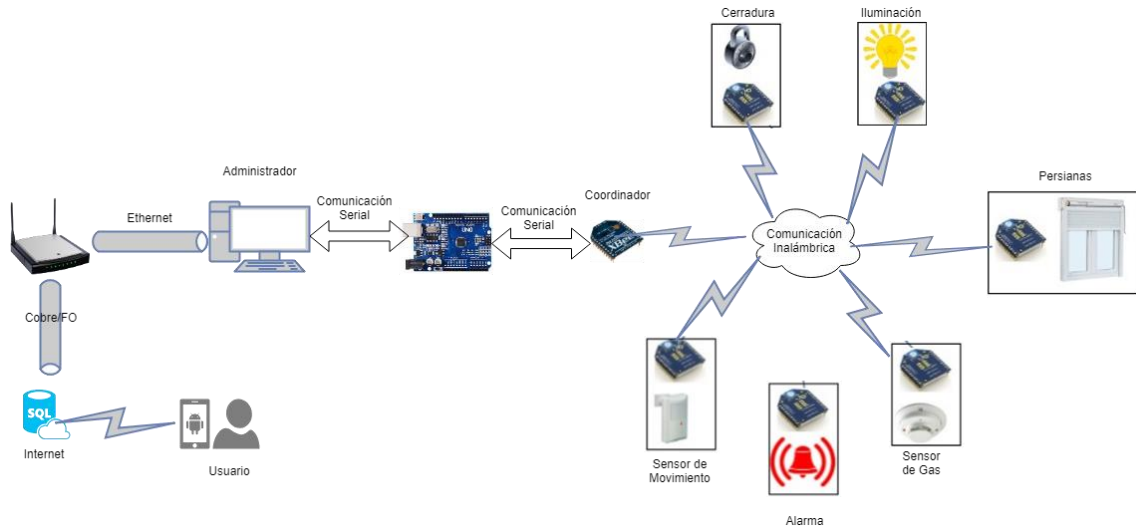 Cerradura
Iluminación
Administrador
Persianas
Ethernet
Comunicación
Serial
Coordinador
Comunicación
Serial
UNO
Comunicación
Inalámbrica
Cobre/FO
SQL
Internet
Usuario
Sensor de
Movimiento
Sensor
de Gas
Alarma